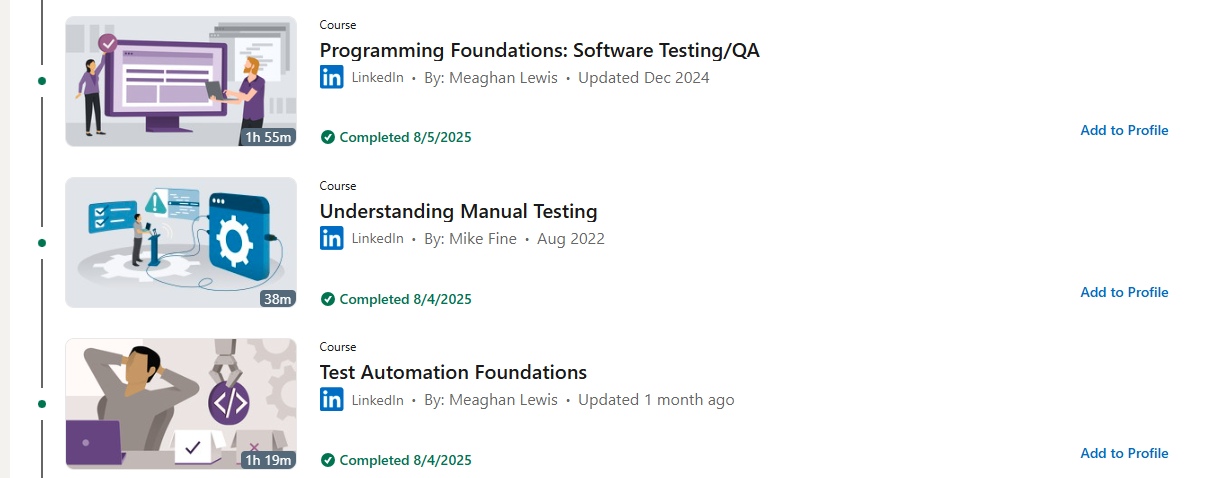 Course
Programming Foundations: Software Testing/QA
in LinkedIn • By: Meaghan Lewis • Updated Dec 2024
1h 55m
Completed 8/5/2025
Add to Profile
Course
Understanding Manual Testing
in LinkedIn • By: Mike Fine • Aug 2022
38m
Completed 8/4/2025
Add to Profile
Course
Test Automation Foundations
in LinkedIn • By: Meaghan Lewis • Updated 1 month ago
</>
1h 19m
Completed 8/4/2025
Add to Profile